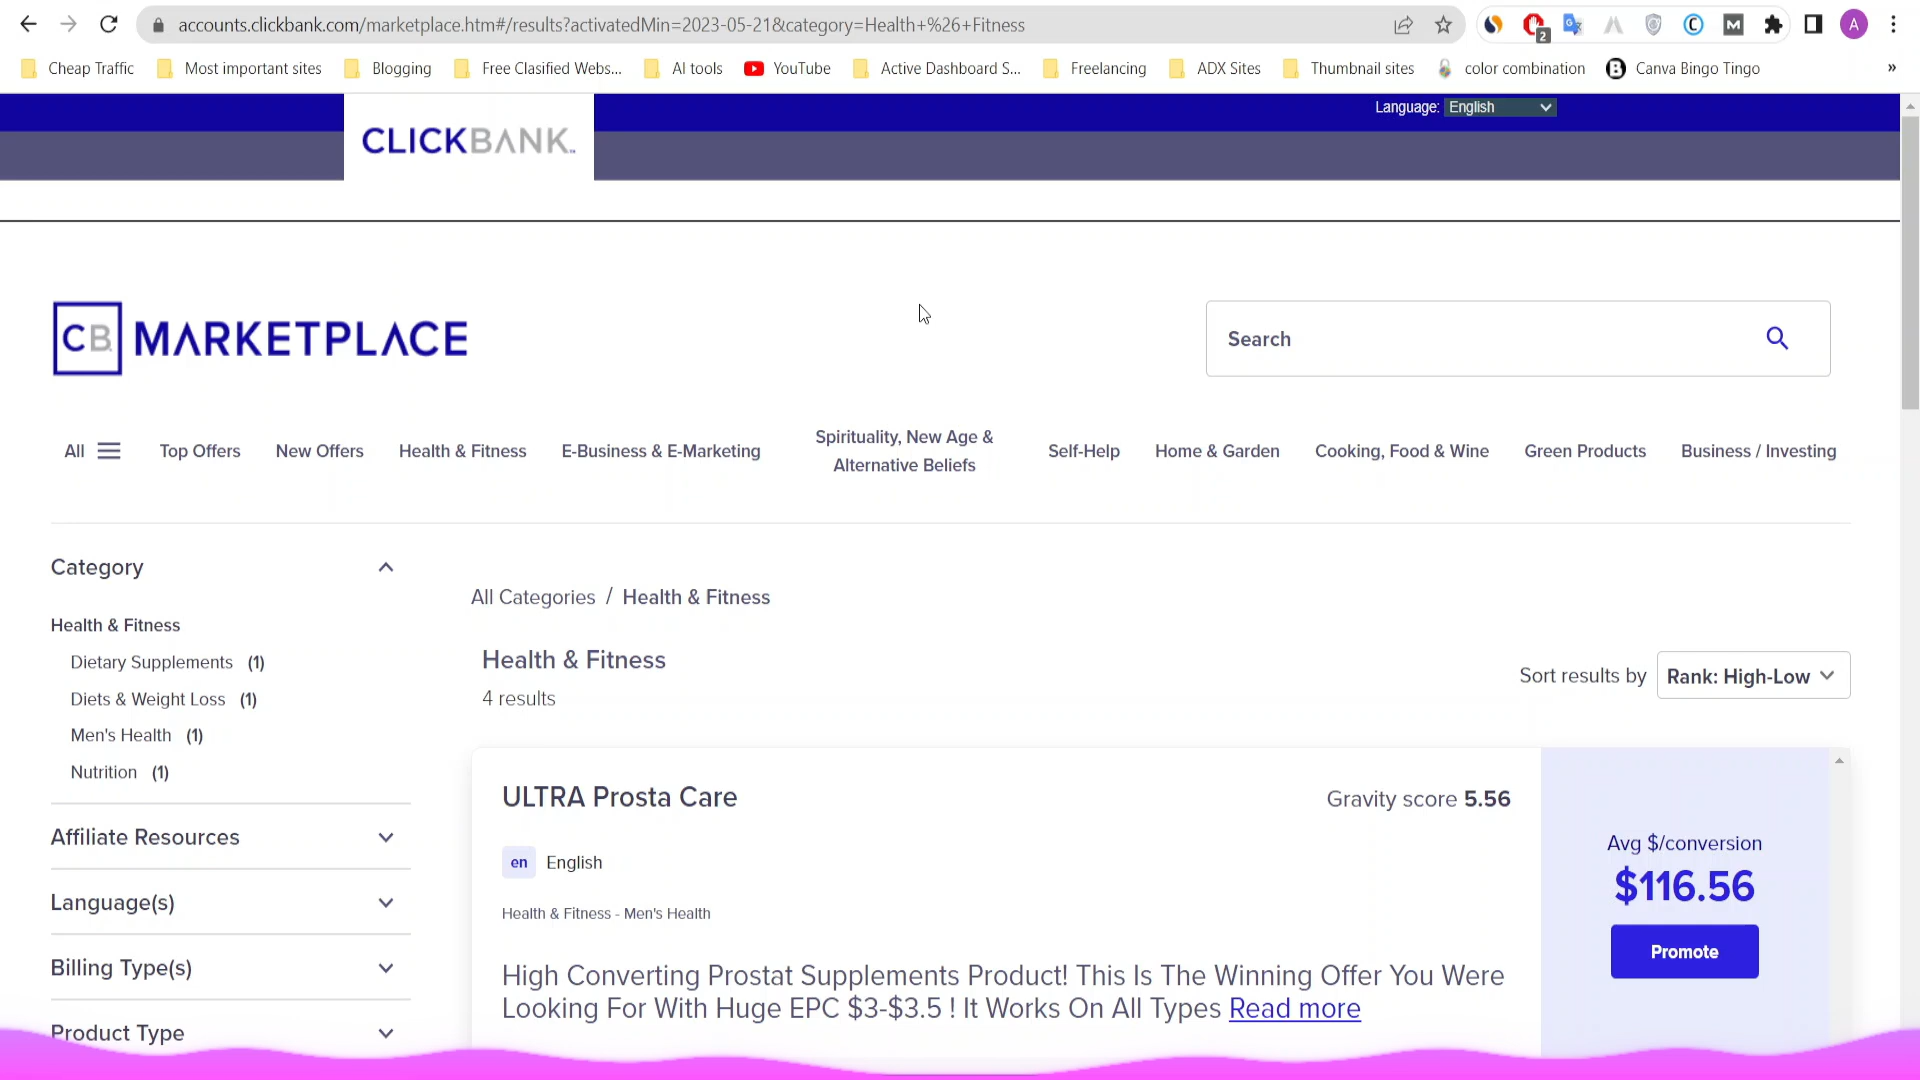 accounts.clickbank.com/marketplace.htm#/results?activatedMin=2023-05-21&category=Health+%26+Fitness
2
A
Cheap Traffic
Most important sites
Blogging
Free Clasified Webs...
AI tools
YouTube
Active Dashboard S...
Freelancing
ADX Sites
Thumbnail sites
color combination
Canva Bingo Tingo
»
Language: English
CLICKBANK
CB MARKETPLACE
Search
All
Top Offers
New Offers
Health & Fitness
E-Business & E-Marketing
Spirituality, New Age &
Alternative Beliefs
Self-Help
Home & Garden
Cooking, Food & Wine
Green Products
Business / Investing
Category
Health & Fitness
Dietary Supplements (1)
Diets & Weight Loss (1)
Men's Health (1)
Nutrition (1)
Affiliate Resources
Language(s)
Billing Type(s)
Product Type
All Categories / Health & Fitness
Health & Fitness
4 results
Sort results by Rank: High-Low
ULTRA Prosta Care
Gravity score 5.56
en English
Health & Fitness - Men's Health
High Converting Prostat Supplements Product! This Is The Winning Offer You Were
Looking For With Huge EPC $3-$3.5 ! It Works On All Types Read more
Avg $/conversion
$116.56
Promote